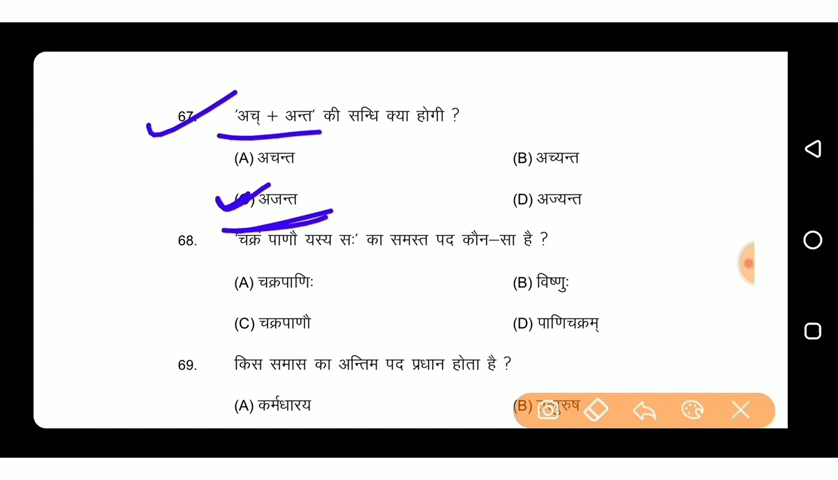 67. 'अच् + अन्त' की सन्धि क्या होगी ?
(A) अचन्त (B) अच्यन्त
(C) अजन्त (D) अज्यन्त
68. 'चक्रं पाणौ यस्य सः' का समस्त पद कौन–सा है ?
(A) चक्रपाणिः (B) विष्णुः
(C) चक्रपाणौ (D) पाणिचक्रम्
69. किस समास का अन्तिम पद प्रधान होता है ?
(A) कर्मधारय (B)